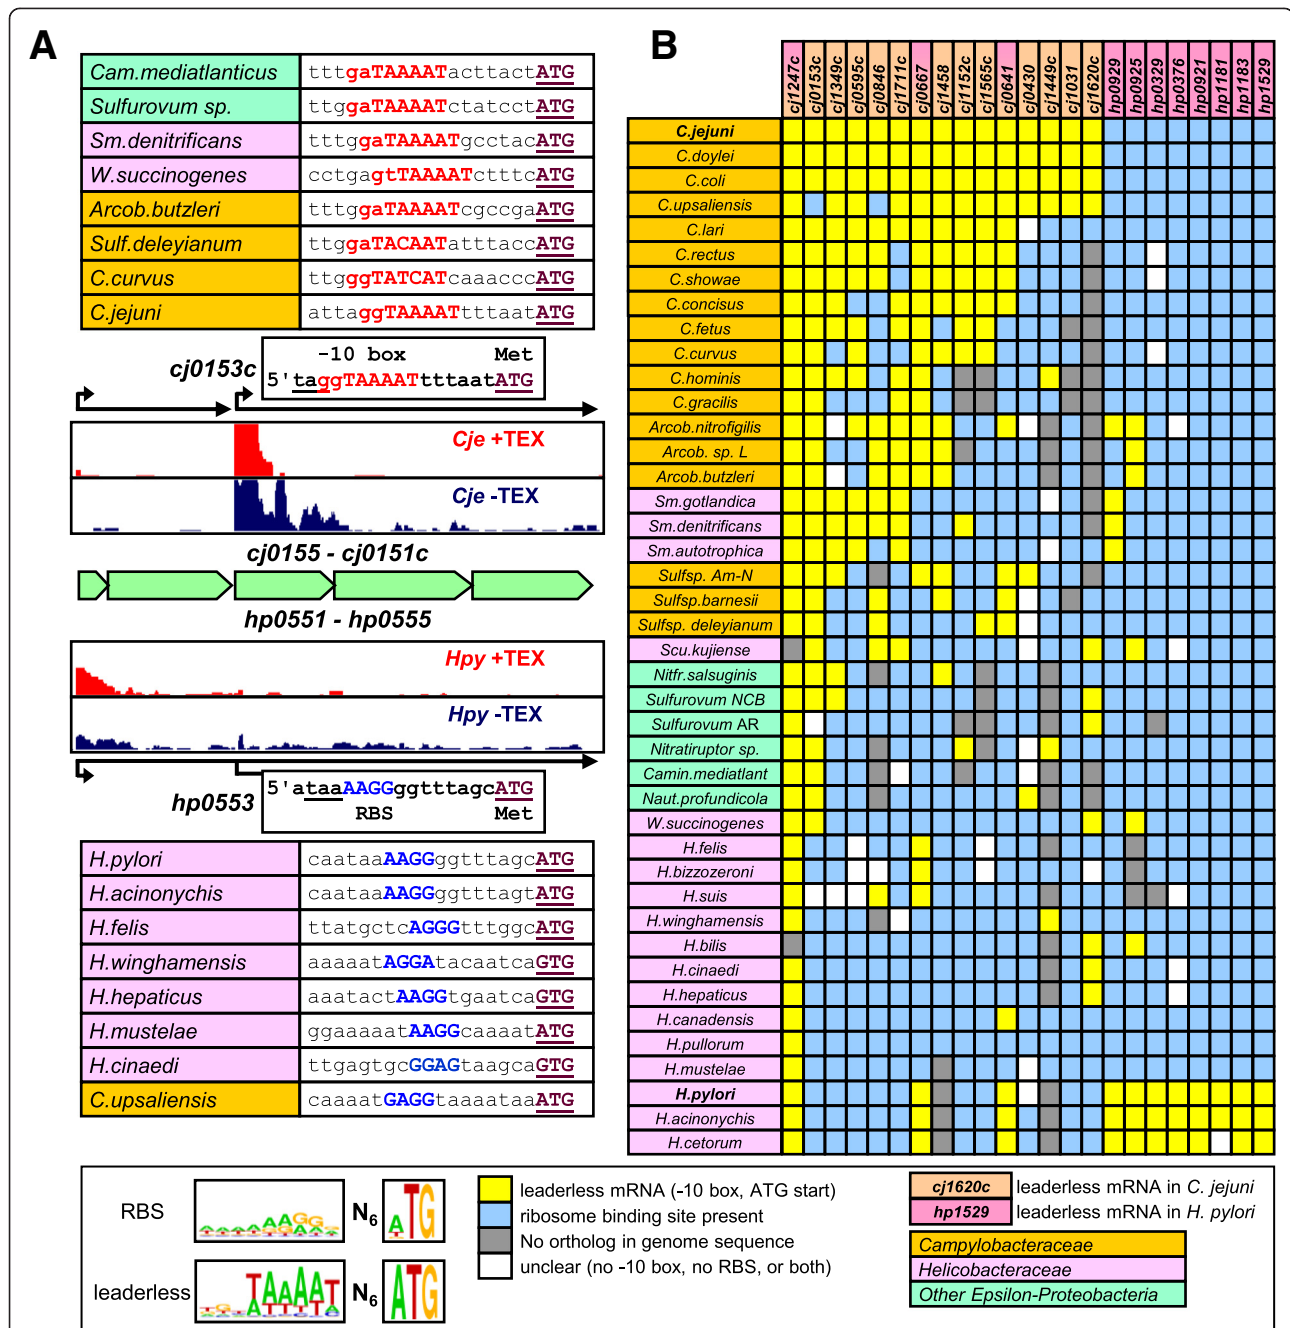 A
Cam.mediatlanticus tttgaTAAAATacttactATG
Sulfurovum sp. ttggaTAAAATctatcctATG
Sm.denitrificans tttggaTAAAATgcctacATG
W.succinogenes cctgagtTAAAATctttcATG
Arcob.butzleri tttggaTAAAATcgccgaATG
Sulf.deleyianum ttggaTACAATatttaccATG
C.curvus ttgggTATCATcaaacccATG
C.jejuni attaggTAAAATtttaatATG
cj0153c
-10 box Met
5'taggTAAAATtttaatATG
Cje +TEX
Cje -TEX
cj0155 - cj0151c
hp0551 - hp0555
Hpy +TEX
Hpy -TEX
hp0553
5'ataaAAGGggtttagcATG
RBS Met
H.pylori caataaAAGGggtttagcATG
H.acinonychis caataaAAGGggtttagtATG
H.felis ttatgctcAGGGtttggcATG
H.winghamensis aaaaatAGGAtacaatcaGTG
H.hepaticus aaatactAAGGtgaatcaGTG
H.mustelae ggaaaaatAAGGcaaaatATG
H.cinaedi ttgagtgcGGAGtaagcaGTG
C.upsaliensis caaaatGAGGtaaaataaATG
B
cj1247c cj0153c cj1349c cj0595c cj0846 cj1711c cj0667 cj1458 cj1152c cj1565c cj0641 cj0430 cj1449c cj1031 cj1620c hp0929 hp0925 hp0329 hp0376 hp0921 hp1181 hp1183 hp1529
C.jejuni
C.doylei
C.coli
C.upsaliensis
C.lari
C.rectus
C.showae
C.concisus
C.fetus
C.curvus
C.hominis
C.gracilis
Arcob.nitrofigilis
Arcob. sp. L
Arcob.butzleri
Sm.gotlandica
Sm.denitrificans
Sm.autotrophica
Sulfsp. Am-N
Sulfsp.barnesii
Sulfsp. deleyianum
Scu.kujiense
Nitfr.salsuginis
Sulfurovum NCB
Sulfurovum AR
Nitratiruptor sp.
Camin.mediatlant
Naut.profundicola
W.succinogenes
H.felis
H.bizzozeroni
H.suis
H.winghamensis
H.bilis
H.cinaedi
H.hepaticus
H.canadensis
H.pullorum
H.mustelae
H.pylori
H.acinonychis
H.cetorum
RBS N6 ATG
leaderless TAAAAT N6 ATG
leaderless mRNA (-10 box, ATG start)
ribosome binding site present
No ortholog in genome sequence
unclear (no -10 box, no RBS, or both)
cj1620c leaderless mRNA in C. jejuni
hp1529 leaderless mRNA in H. pylori
Campylobacteraceae
Helicobacteraceae
Other Epsilon-Proteobacteria